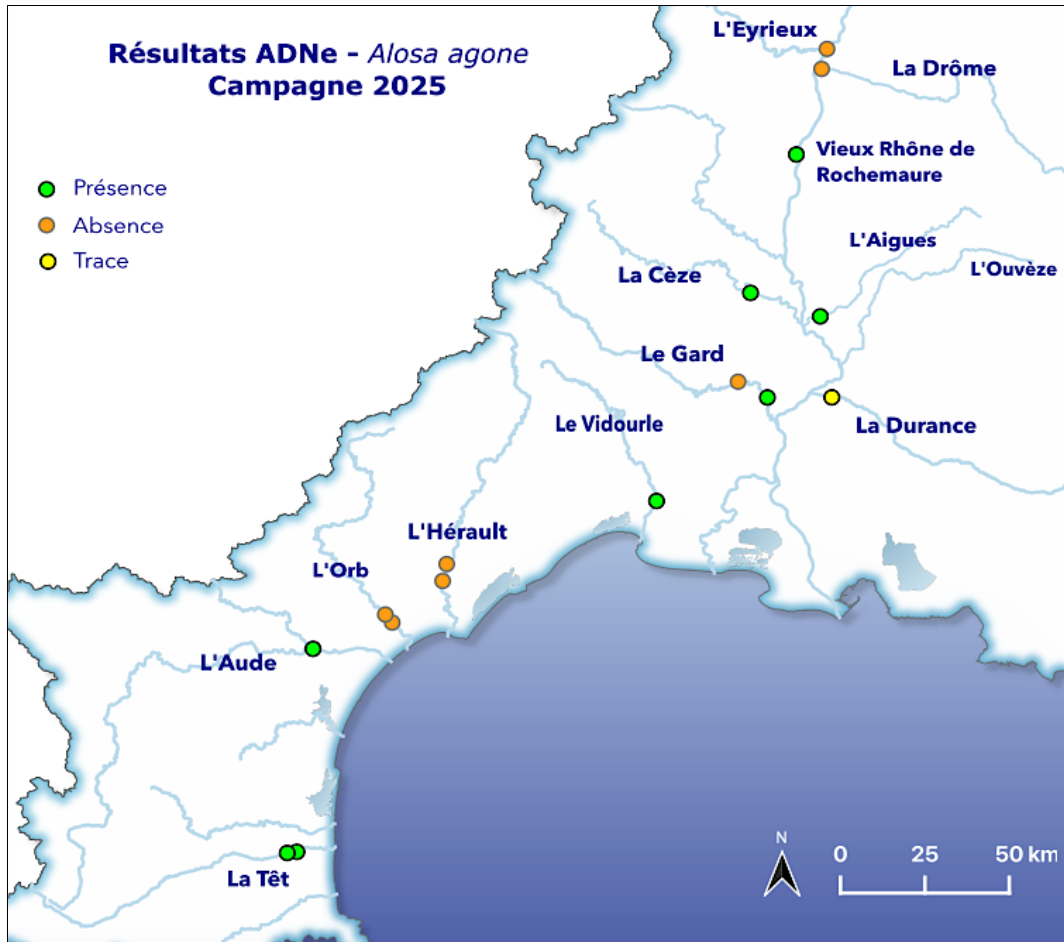 Résultats ADNe - Alosa agone
Campagne 2025
Présence
Absence
Trace
L'Eyrieux
La Drôme
Vieux Rhône de
Rochemaure
L'Aigues
L'Ouvèze
La Cèze
Le Gard
Le Vidourle
La Durance
L'Hérault
L'Orb
L'Aude
La Têt
N
0 25 50 km